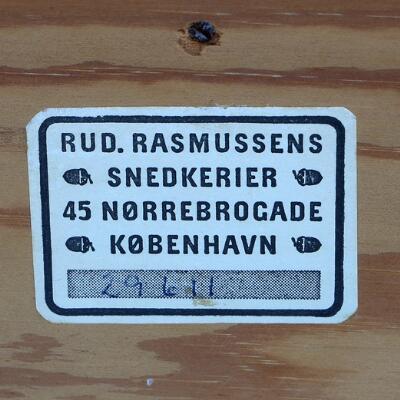 RUD. RASMUSSENS
SNEDKERIER
45 NØRREBROGADE
KØBENHAVN
29611